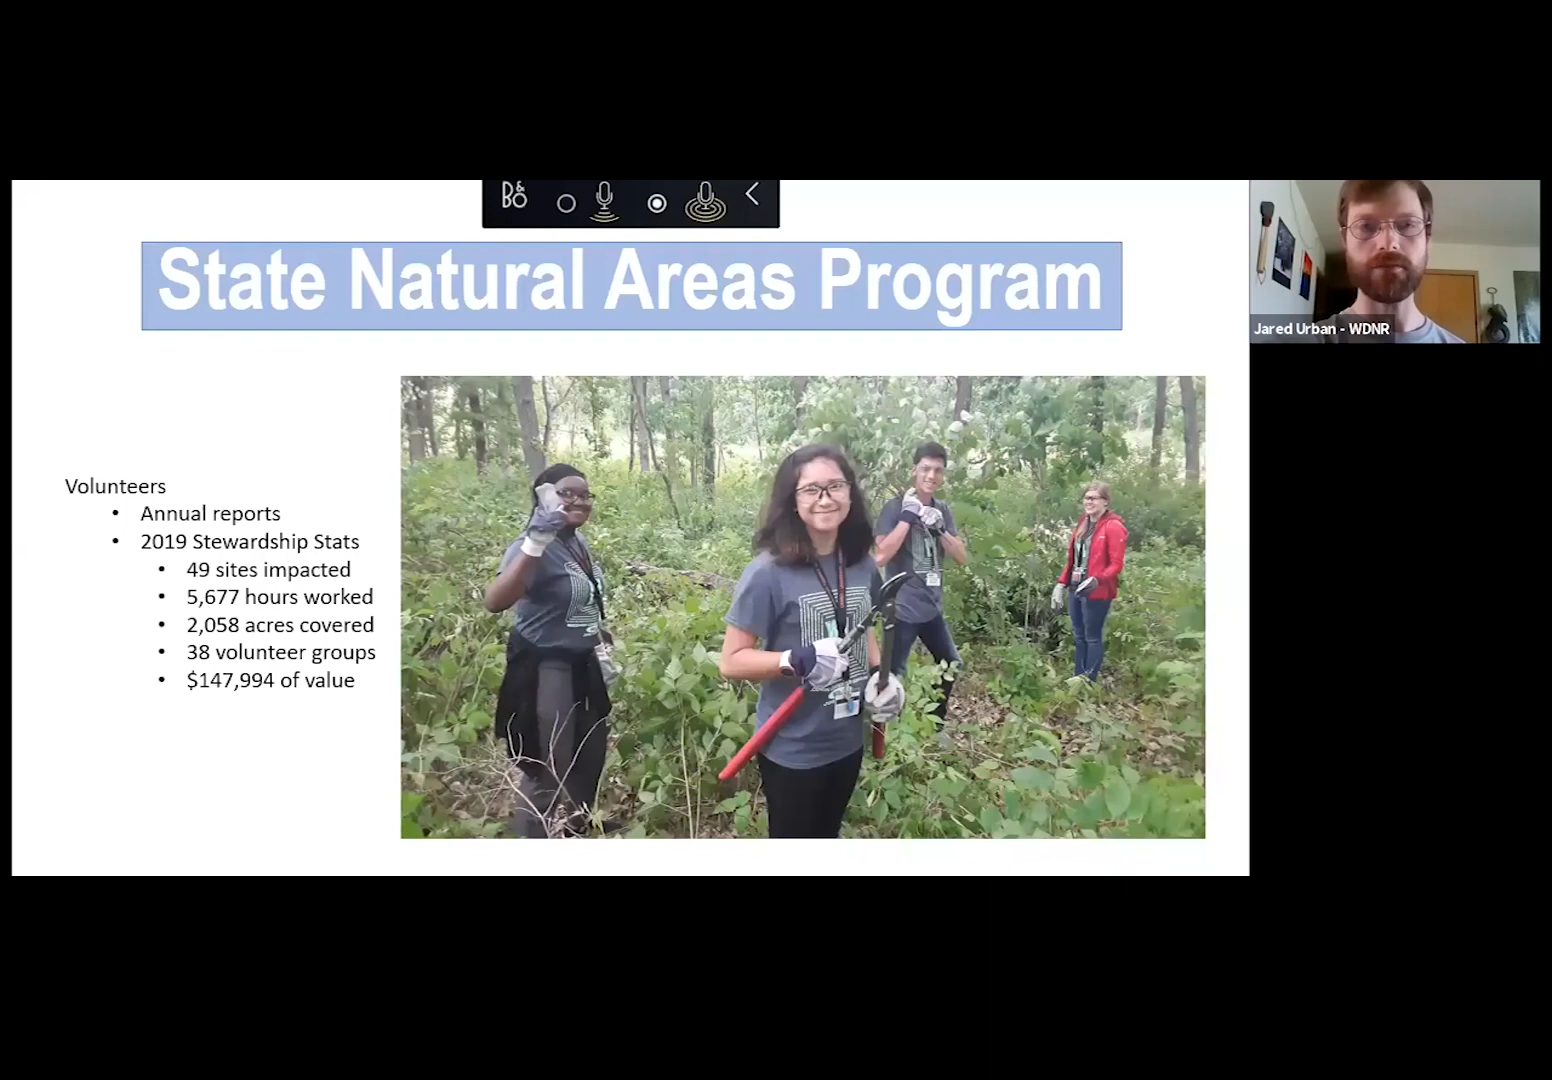 B&O
State Natural Areas Program
Jared Urban - WDNR
Volunteers
• Annual reports
• 2019 Stewardship Stats
• 49 sites impacted
• 5,677 hours worked
• 2,058 acres covered
• 38 volunteer groups
• $147,994 of value